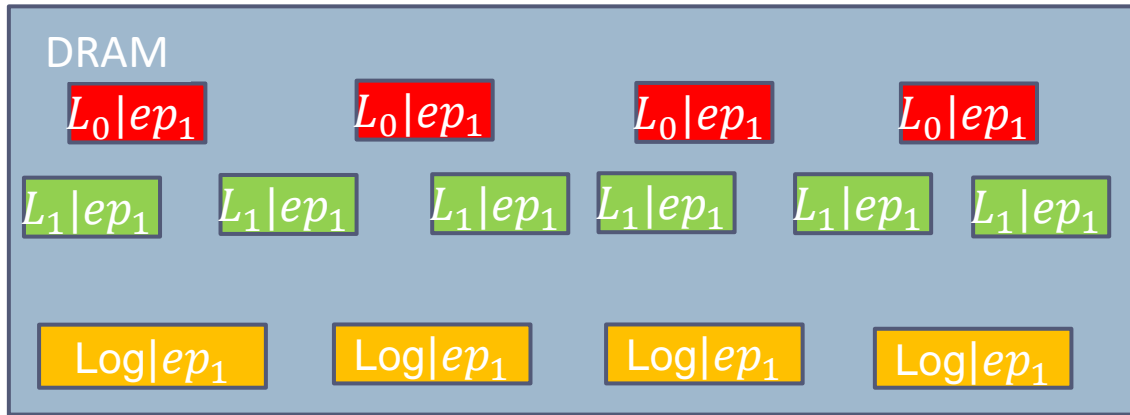 DRAM
L₀|ep₁ L₀|ep₁ L₀|ep₁ L₀|ep₁
L₁|ep₁ L₁|ep₁ L₁|ep₁ L₁|ep₁ L₁|ep₁ L₁|ep₁
Log|ep₁ Log|ep₁ Log|ep₁ Log|ep₁